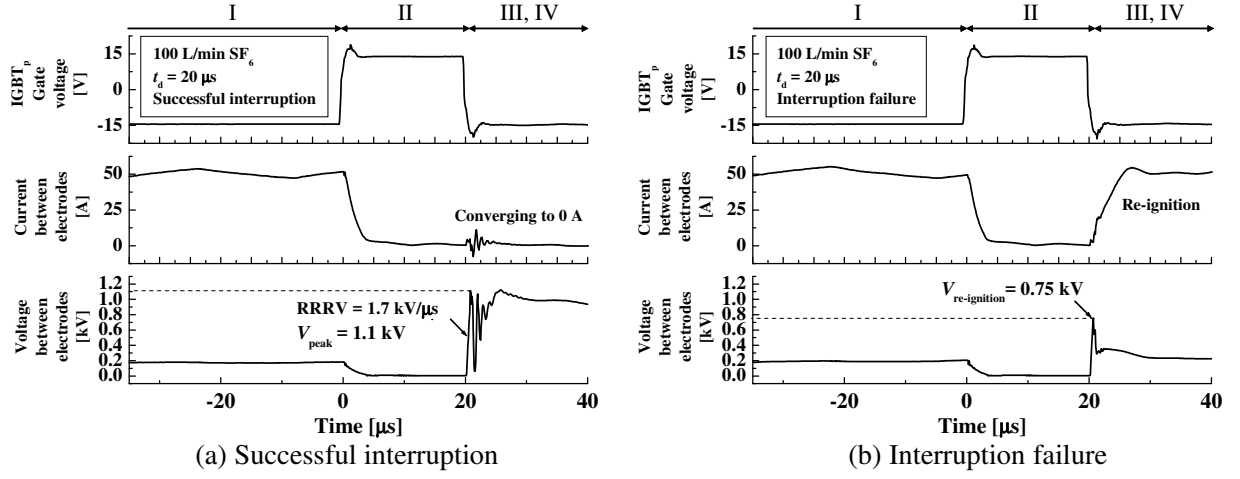 I II III, IV
IGBTp Gate voltage [V]
15
0
-15
100 L/min SF6
td = 20 μs
Successful interruption
Current between electrodes [A]
50
25
0
Converging to 0 A
Voltage between electrodes [kV]
1.2
1.0
0.8
0.6
0.4
0.2
0.0
RRRV = 1.7 kV/μs
Vpeak = 1.1 kV
-20 0 20 40
Time [μs]
(a) Successful interruption
I II III, IV
IGBTp Gate voltage [V]
15
0
-15
100 L/min SF6
td = 20 μs
Interruption failure
Current between electrodes [A]
50
25
0
Re-ignition
Voltage between electrodes [kV]
1.2
1.0
0.8
0.6
0.4
0.2
0.0
Vre-ignition = 0.75 kV
-20 0 20 40
Time [μs]
(b) Interruption failure